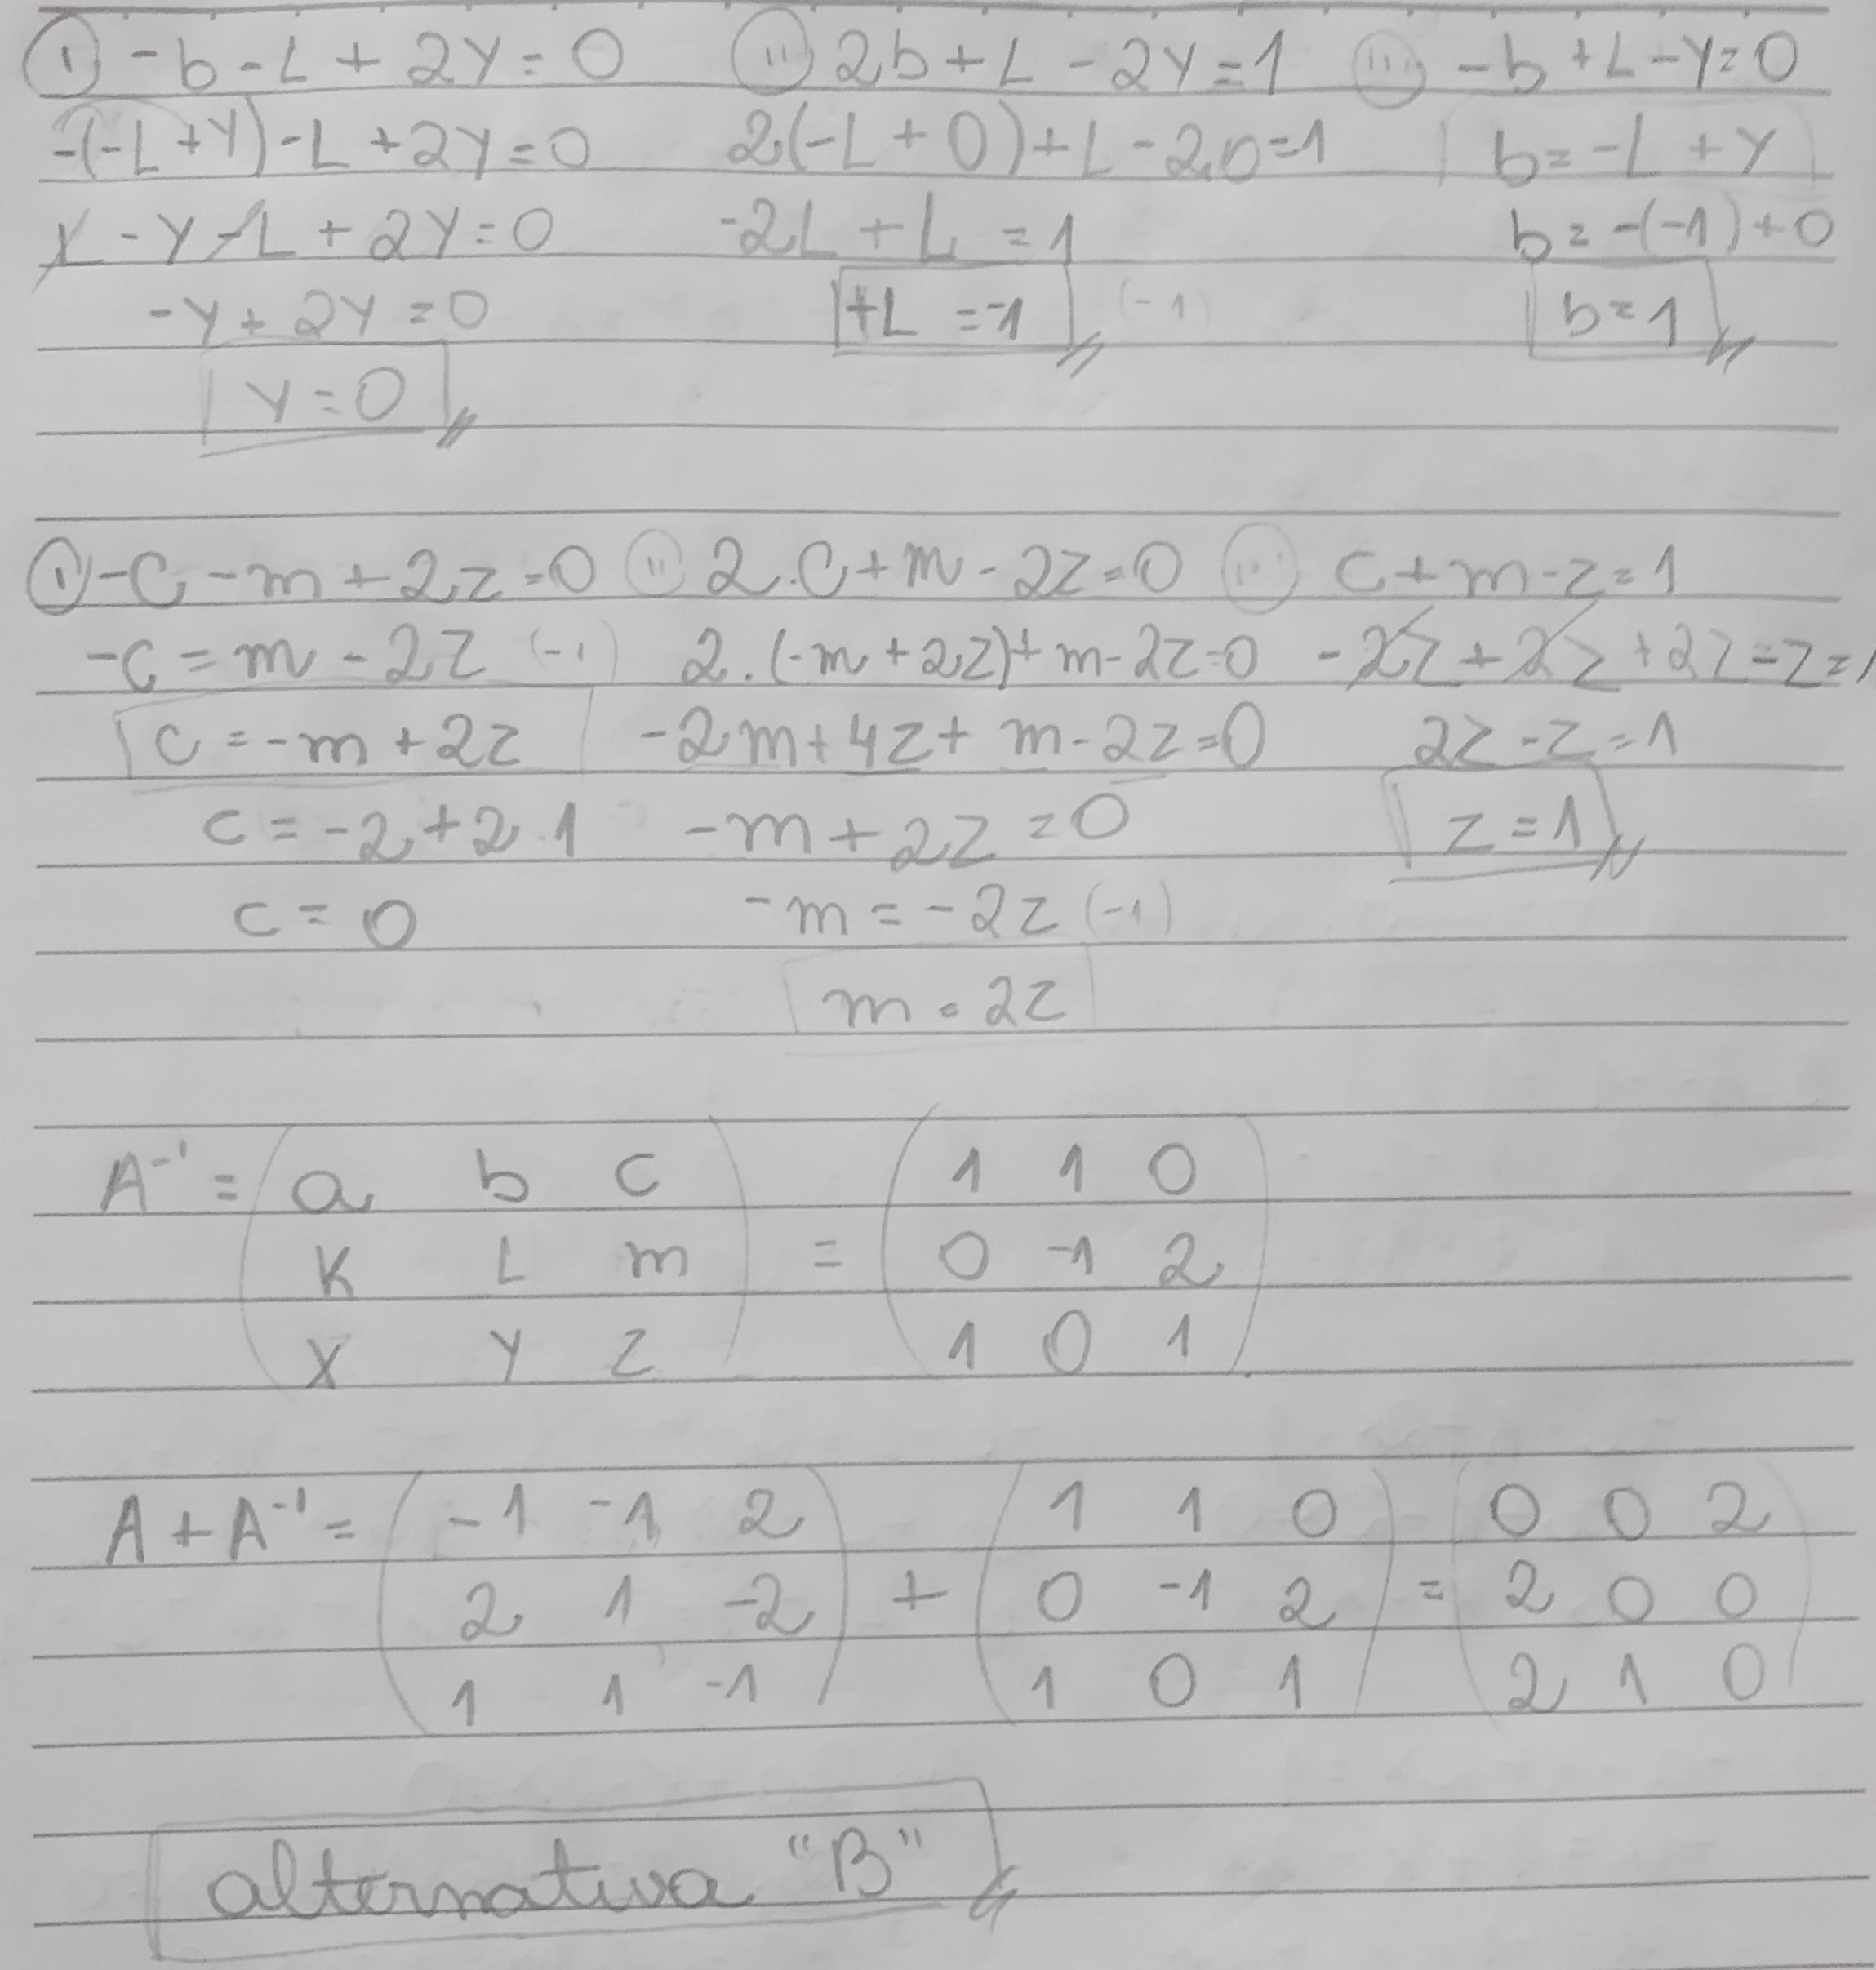 I -b-L+2Y=0 II 2b+L-2Y=1 III -b+L-Y=0
-(-L+Y)-L+2Y=0 2(-L+0)+L-2.0=1 b=-L+Y
L-Y-L+2Y=0 -2L+L=1 b=-(-1)+0
-Y+2Y=0 +L=-1 (-1) b=1
Y=0
I -c-m+2z=0 II 2.c+m-2z=0 III c+m-z=1
-c=m-2z (-1) 2.(-m+2z)+m-2z=0 -2z+2z+2z-z=1
c=-m+2z -2m+4z+m-2z=0 2z-z=1
c=-2+2.1 -m+2z=0 z=1
c=0 -m=-2z (-1)
m=2z
A⁻¹= ( a b c ) = ( 1 1 0 )
K L m 0 -1 2
X Y Z 1 0 1
A+A⁻¹= ( -1 -1 2 ) + ( 1 1 0 ) = ( 0 0 2 )
2 1 -2 0 -1 2 2 0 0
1 1 -1 1 0 1 2 1 0
alternativa "B"